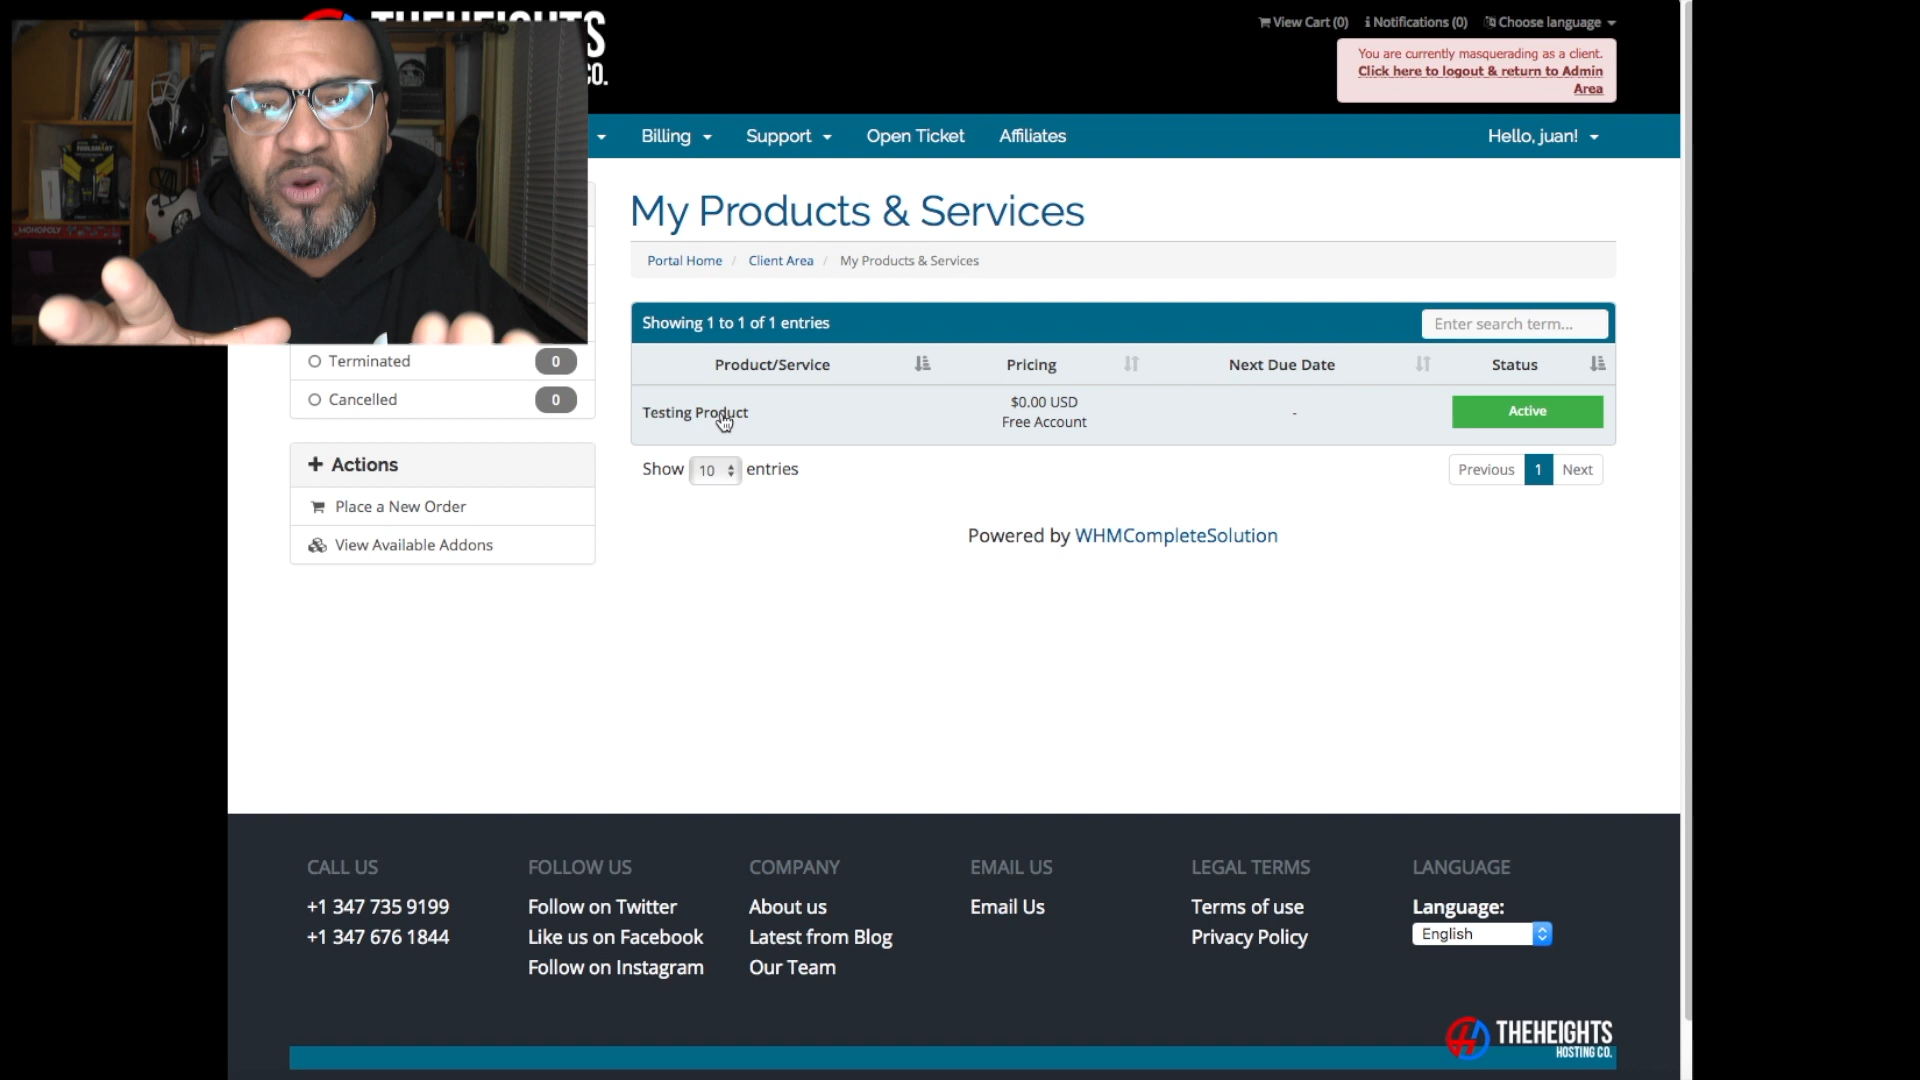 THEHEIGHTS
CO.
View Cart (0) Notifications (0) Choose language
You are currently masquerading as a client.
Click here to logout & return to Admin
Area
Billing Support Open Ticket Affiliates Hello, juan!
My Products & Services
Portal Home / Client Area / My Products & Services
Showing 1 to 1 of 1 entries Enter search term...
Product/Service Pricing Next Due Date Status
Testing Product $0.00 USD - Active
Free Account
Show 10 entries Previous 1 Next
Powered by WHMCompleteSolution
MONOPOLY
Terminated 0
Cancelled 0
Actions
Place a New Order
View Available Addons
CALL US
+1 347 735 9199
+1 347 676 1844
FOLLOW US
Follow on Twitter
Like us on Facebook
Follow on Instagram
COMPANY
About us
Latest from Blog
Our Team
EMAIL US
Email Us
LEGAL TERMS
Terms of use
Privacy Policy
LANGUAGE
Language:
English
THEHEIGHTS
HOSTING CO.